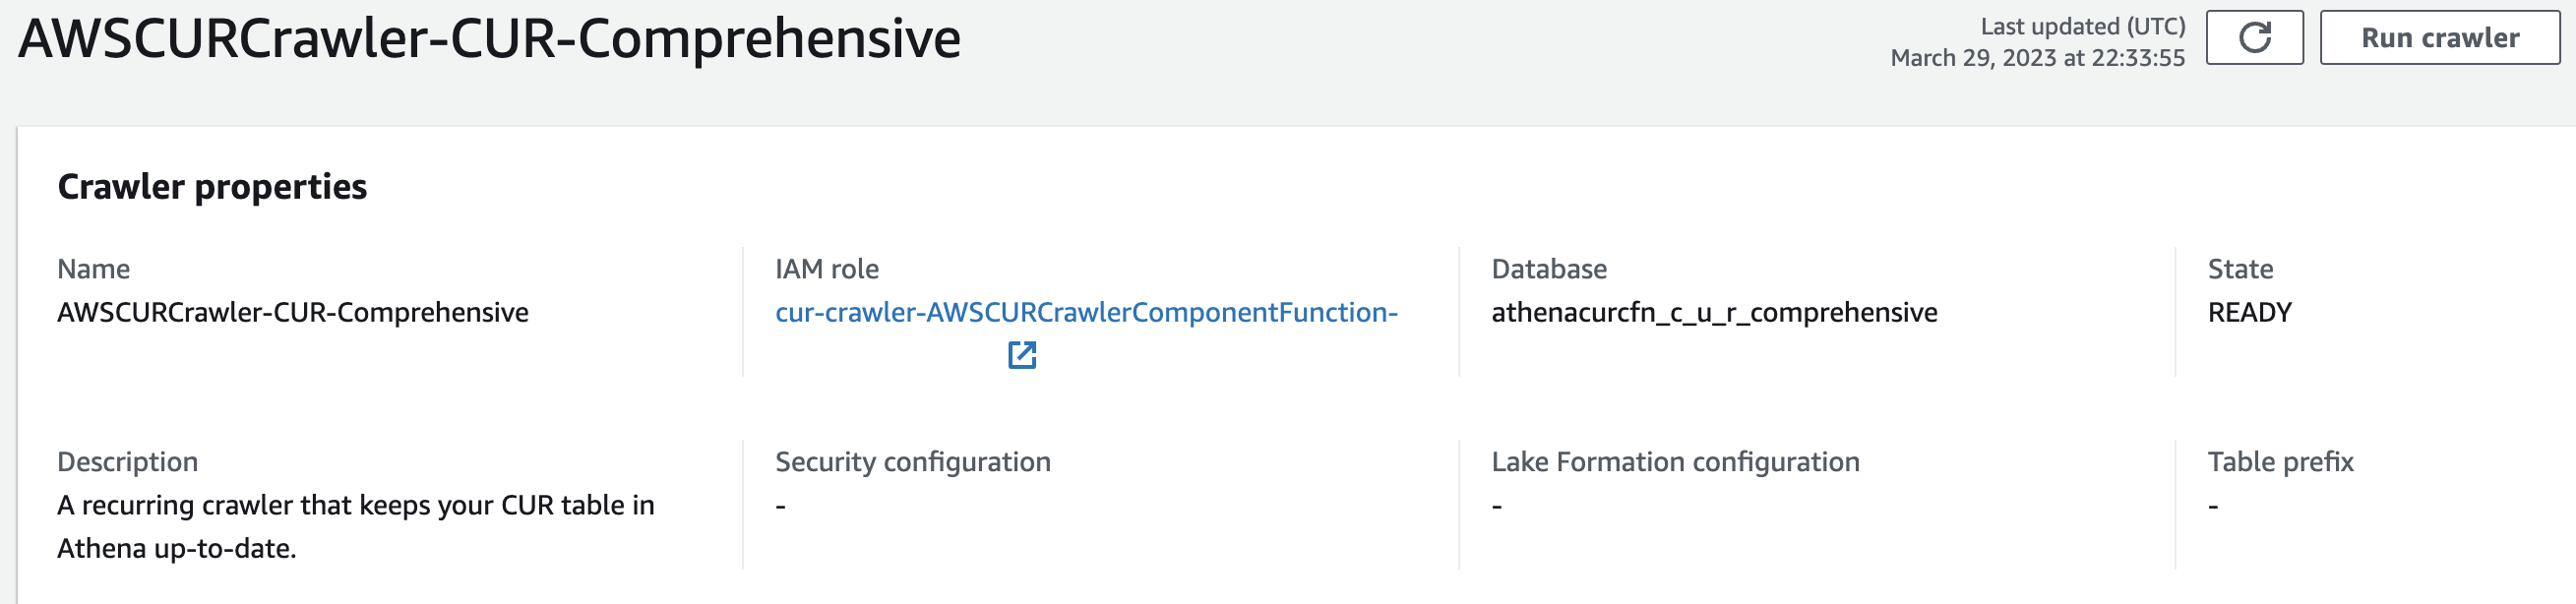 AWSCURCrawler-CUR-Comprehensive
Last updated (UTC)
March 29, 2023 at 22:33:55
Run crawler
Crawler properties
Name
AWSCURCrawler-CUR-Comprehensive
IAM role
cur-crawler-AWSCURCrawlerComponentFunction-
Database
athenacurcfn_c_u_r_comprehensive
State
READY
Description
A recurring crawler that keeps your CUR table in
Athena up-to-date.
Security configuration
-
Lake Formation configuration
-
Table prefix
-